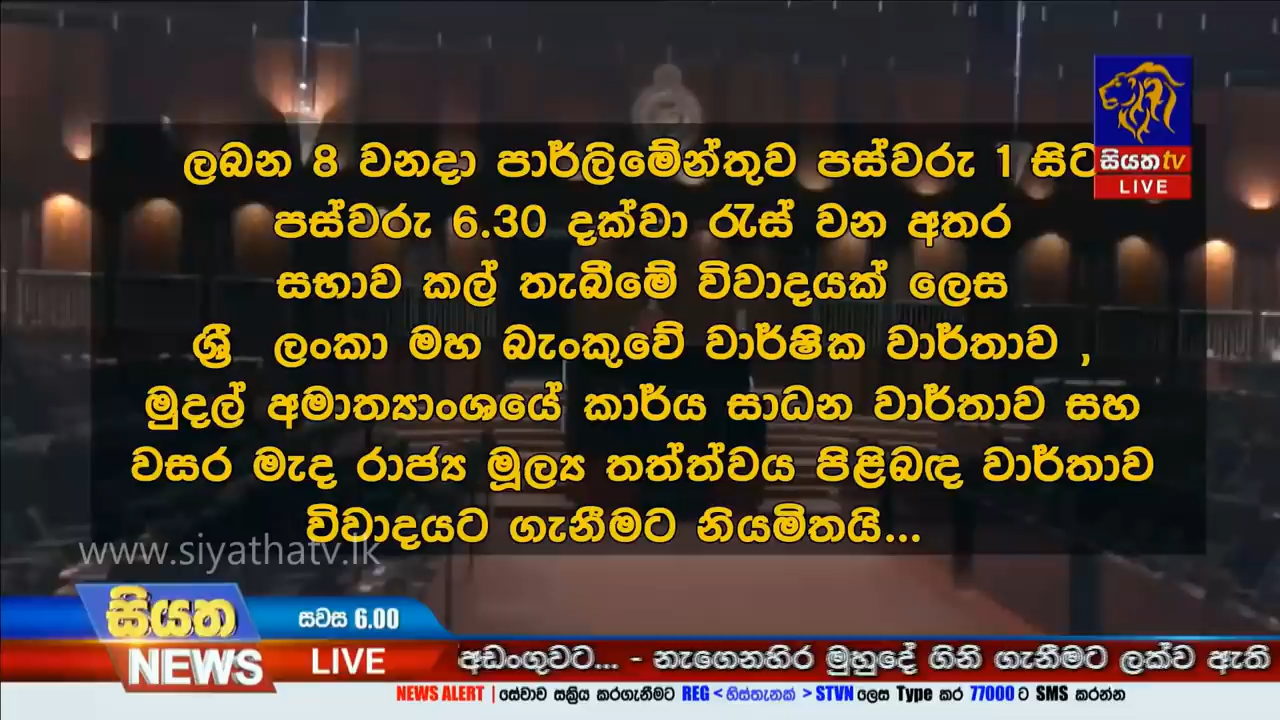 ලබන 8 වනදා පාර්ලිමේන්තුව පස්වරු 1 සිට
පස්වරු 6.30 දක්වා රැස් වන අතර
සභාව කල් තැබීමේ විවාදයක් ලෙස
ශ්‍රී ලංකා මහ බැංකුවේ වාර්ෂික වාර්තාව ,
මුදල් අමාත්‍යාංශයේ කාර්ය සාධන වාර්තාව සහ
වසර මැද රාජ්‍ය මූල්‍ය තත්ත්වය පිළිබඳ වාර්තාව
විවාදයට ගැනීමට නියමිතයි...
සියත tv
LIVE
www.siyathatv.lk
සියත
NEWS
සවස 6.00
LIVE
අඩංගුවට... - නැගෙනහිර මුහුදේ ගිනි ගැනීමට ලක්ව ඇති
NEWS ALERT | සේවාව සක්‍රිය කරගැනීමට REG < හිස්තැනක් > STVN ලෙස Type කර 77000 ට SMS කරන්න